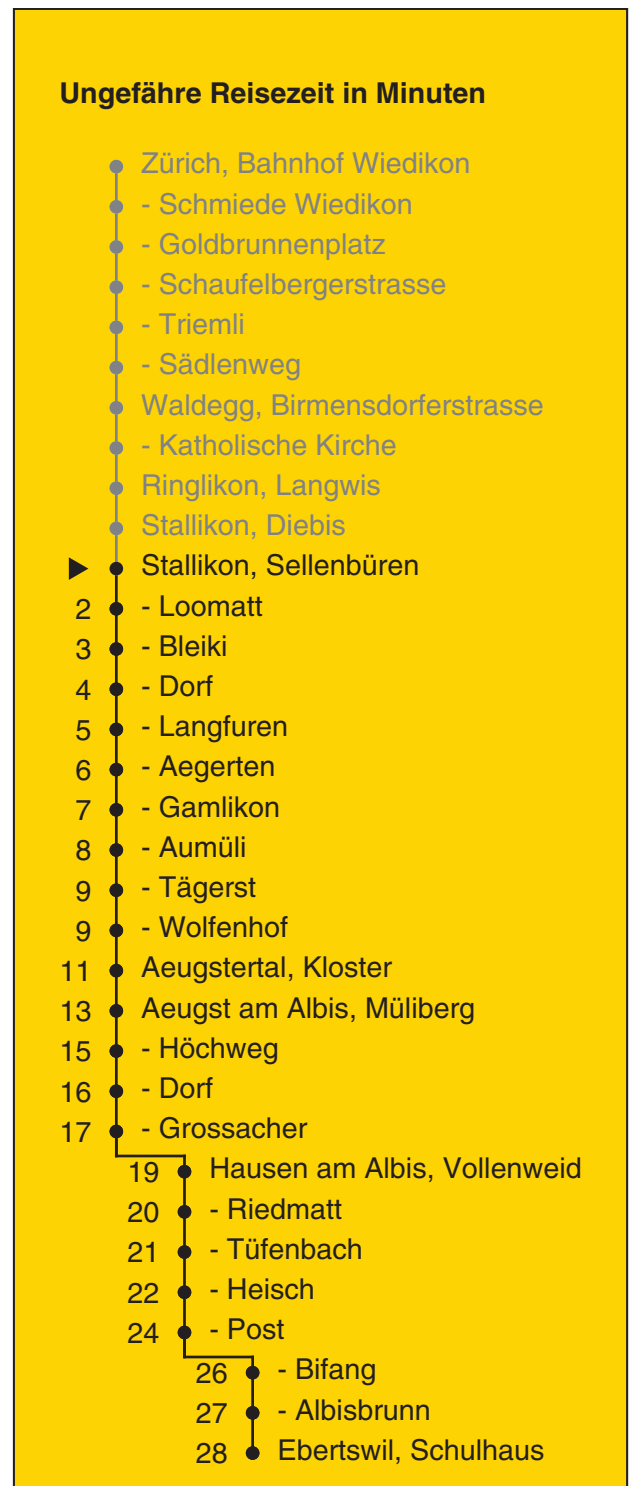 Ungefähre Reisezeit in Minuten
Zürich, Bahnhof Wiedikon
- Schmiede Wiedikon
- Goldbrunnenplatz
- Schaufelbergerstrasse
- Triemli
- Sädlenweg
Waldegg, Birmensdorferstrasse
- Katholische Kirche
Ringlikon, Langwis
Stallikon, Diebis
Stallikon, Sellenbüren
2 - Loomatt
3 - Bleiki
4 - Dorf
5 - Langfuren
6 - Aegerten
7 - Gamlikon
8 - Aumüli
9 - Tägerst
9 - Wolfenhof
11 Aeugstertal, Kloster
13 Aeugst am Albis, Müliberg
15 - Höchweg
16 - Dorf
17 - Grossacher
19 Hausen am Albis, Vollenweid
20 - Riedmatt
21 - Tüfenbach
22 - Heisch
24 - Post
26 - Bifang
27 - Albisbrunn
28 Ebertswil, Schulhaus